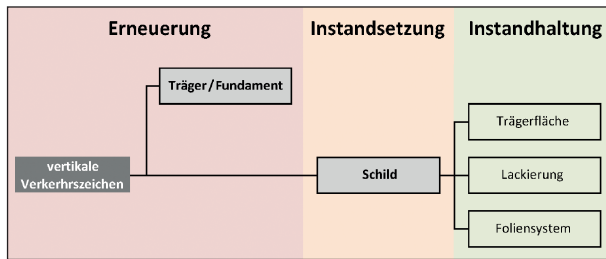 Erneuerung
Instandsetzung
Instandhaltung
Träger/Fundament
Trägerfläche
vertikale
Verkerhrszeichen
Schild
Lackierung
Foliensystem